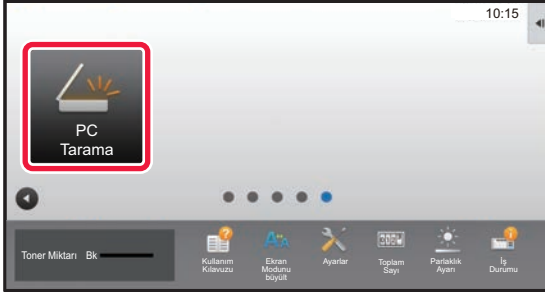 10:15
PC
Tarama
Toner Miktarı Bk
Kullanım
Kılavuzu
Ekran
Modunu
büyült
Ayarlar
Toplam
Sayı
Parlaklık
Ayarı
İş
Durumu